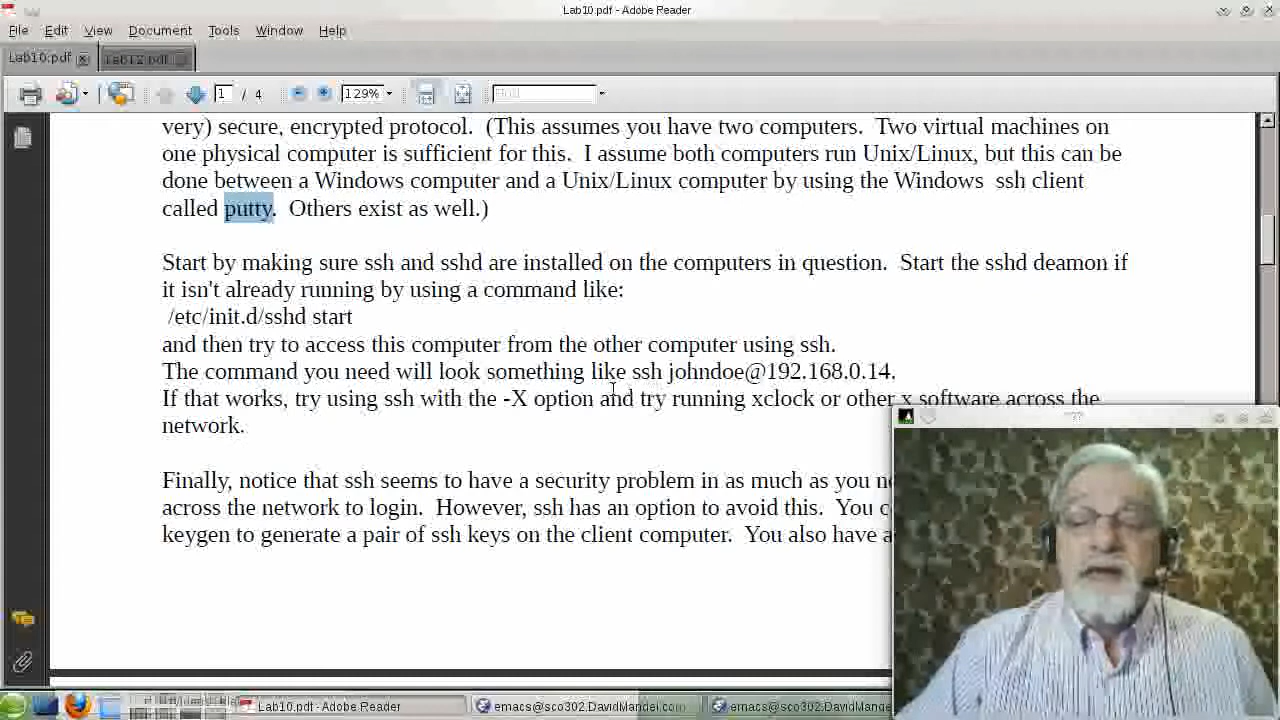 Lab10.pdf - Adobe Reader
File Edit View Document Tools Window Help
Lab10.pdf Lab12.pdf
1 / 4 129% Find
very) secure, encrypted protocol. (This assumes you have two computers. Two virtual machines on
one physical computer is sufficient for this. I assume both computers run Unix/Linux, but this can be
done between a Windows computer and a Unix/Linux computer by using the Windows ssh client
called putty. Others exist as well.)
Start by making sure ssh and sshd are installed on the computers in question. Start the sshd deamon if
it isn't already running by using a command like:
/etc/init.d/sshd start
and then try to access this computer from the other computer using ssh.
The command you need will look something like ssh johndoe@192.168.0.14.
If that works, try using ssh with the -X option and try running xclock or other x software across the
network.
Finally, notice that ssh seems to have a security problem in as much as you
across the network to login. However, ssh has an option to avoid this. You
keygen to generate a pair of ssh keys on the client computer. You also have
Lab10.pdf - Adobe Reader
emacs@sco302.DavidMandel.com
emacs@sco302.DavidMandel